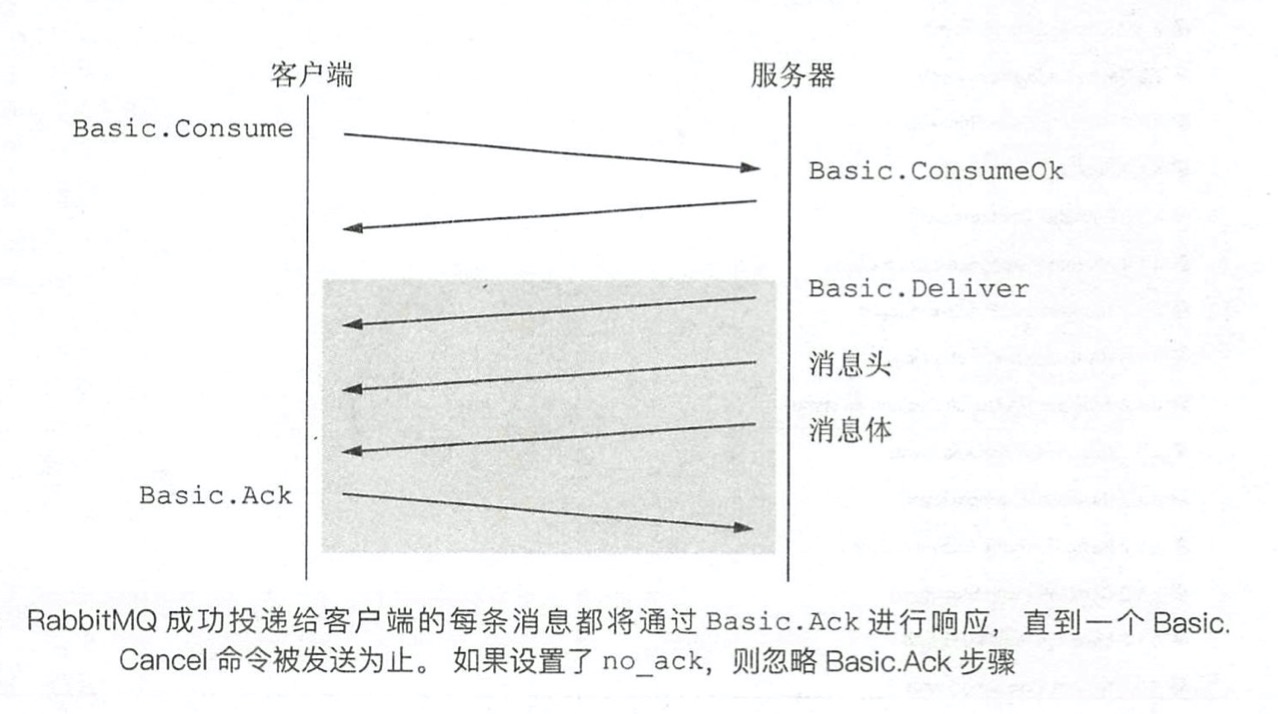 客户端
服务器
Basic.Consume
Basic.ConsumeOk
Basic.Deliver
消息头
消息体
Basic.Ack
RabbitMQ 成功投递给客户端的每条消息都将通过 Basic.Ack 进行响应，直到一个 Basic.
Cancel 命令被发送为止。如果设置了 no_ack，则忽略 Basic.Ack 步骤